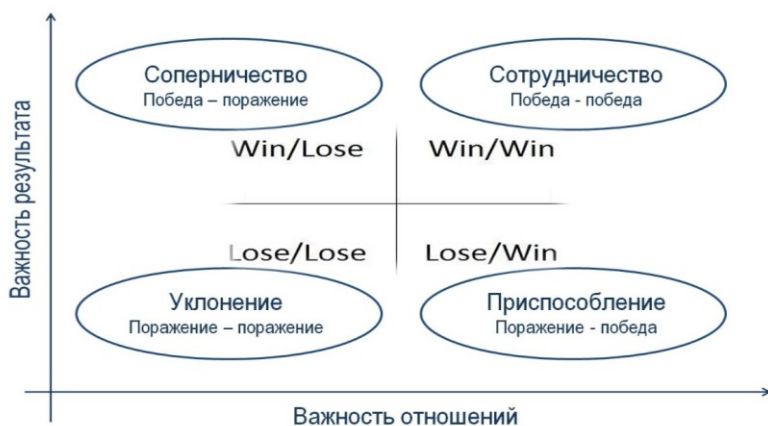 Важность результата
Соперничество
Победа – поражение
Сотрудничество
Победа - победа
Win/Lose
Win/Win
Lose/Lose
Lose/Win
Уклонение
Поражение – поражение
Приспособление
Поражение - победа
Важность отношений